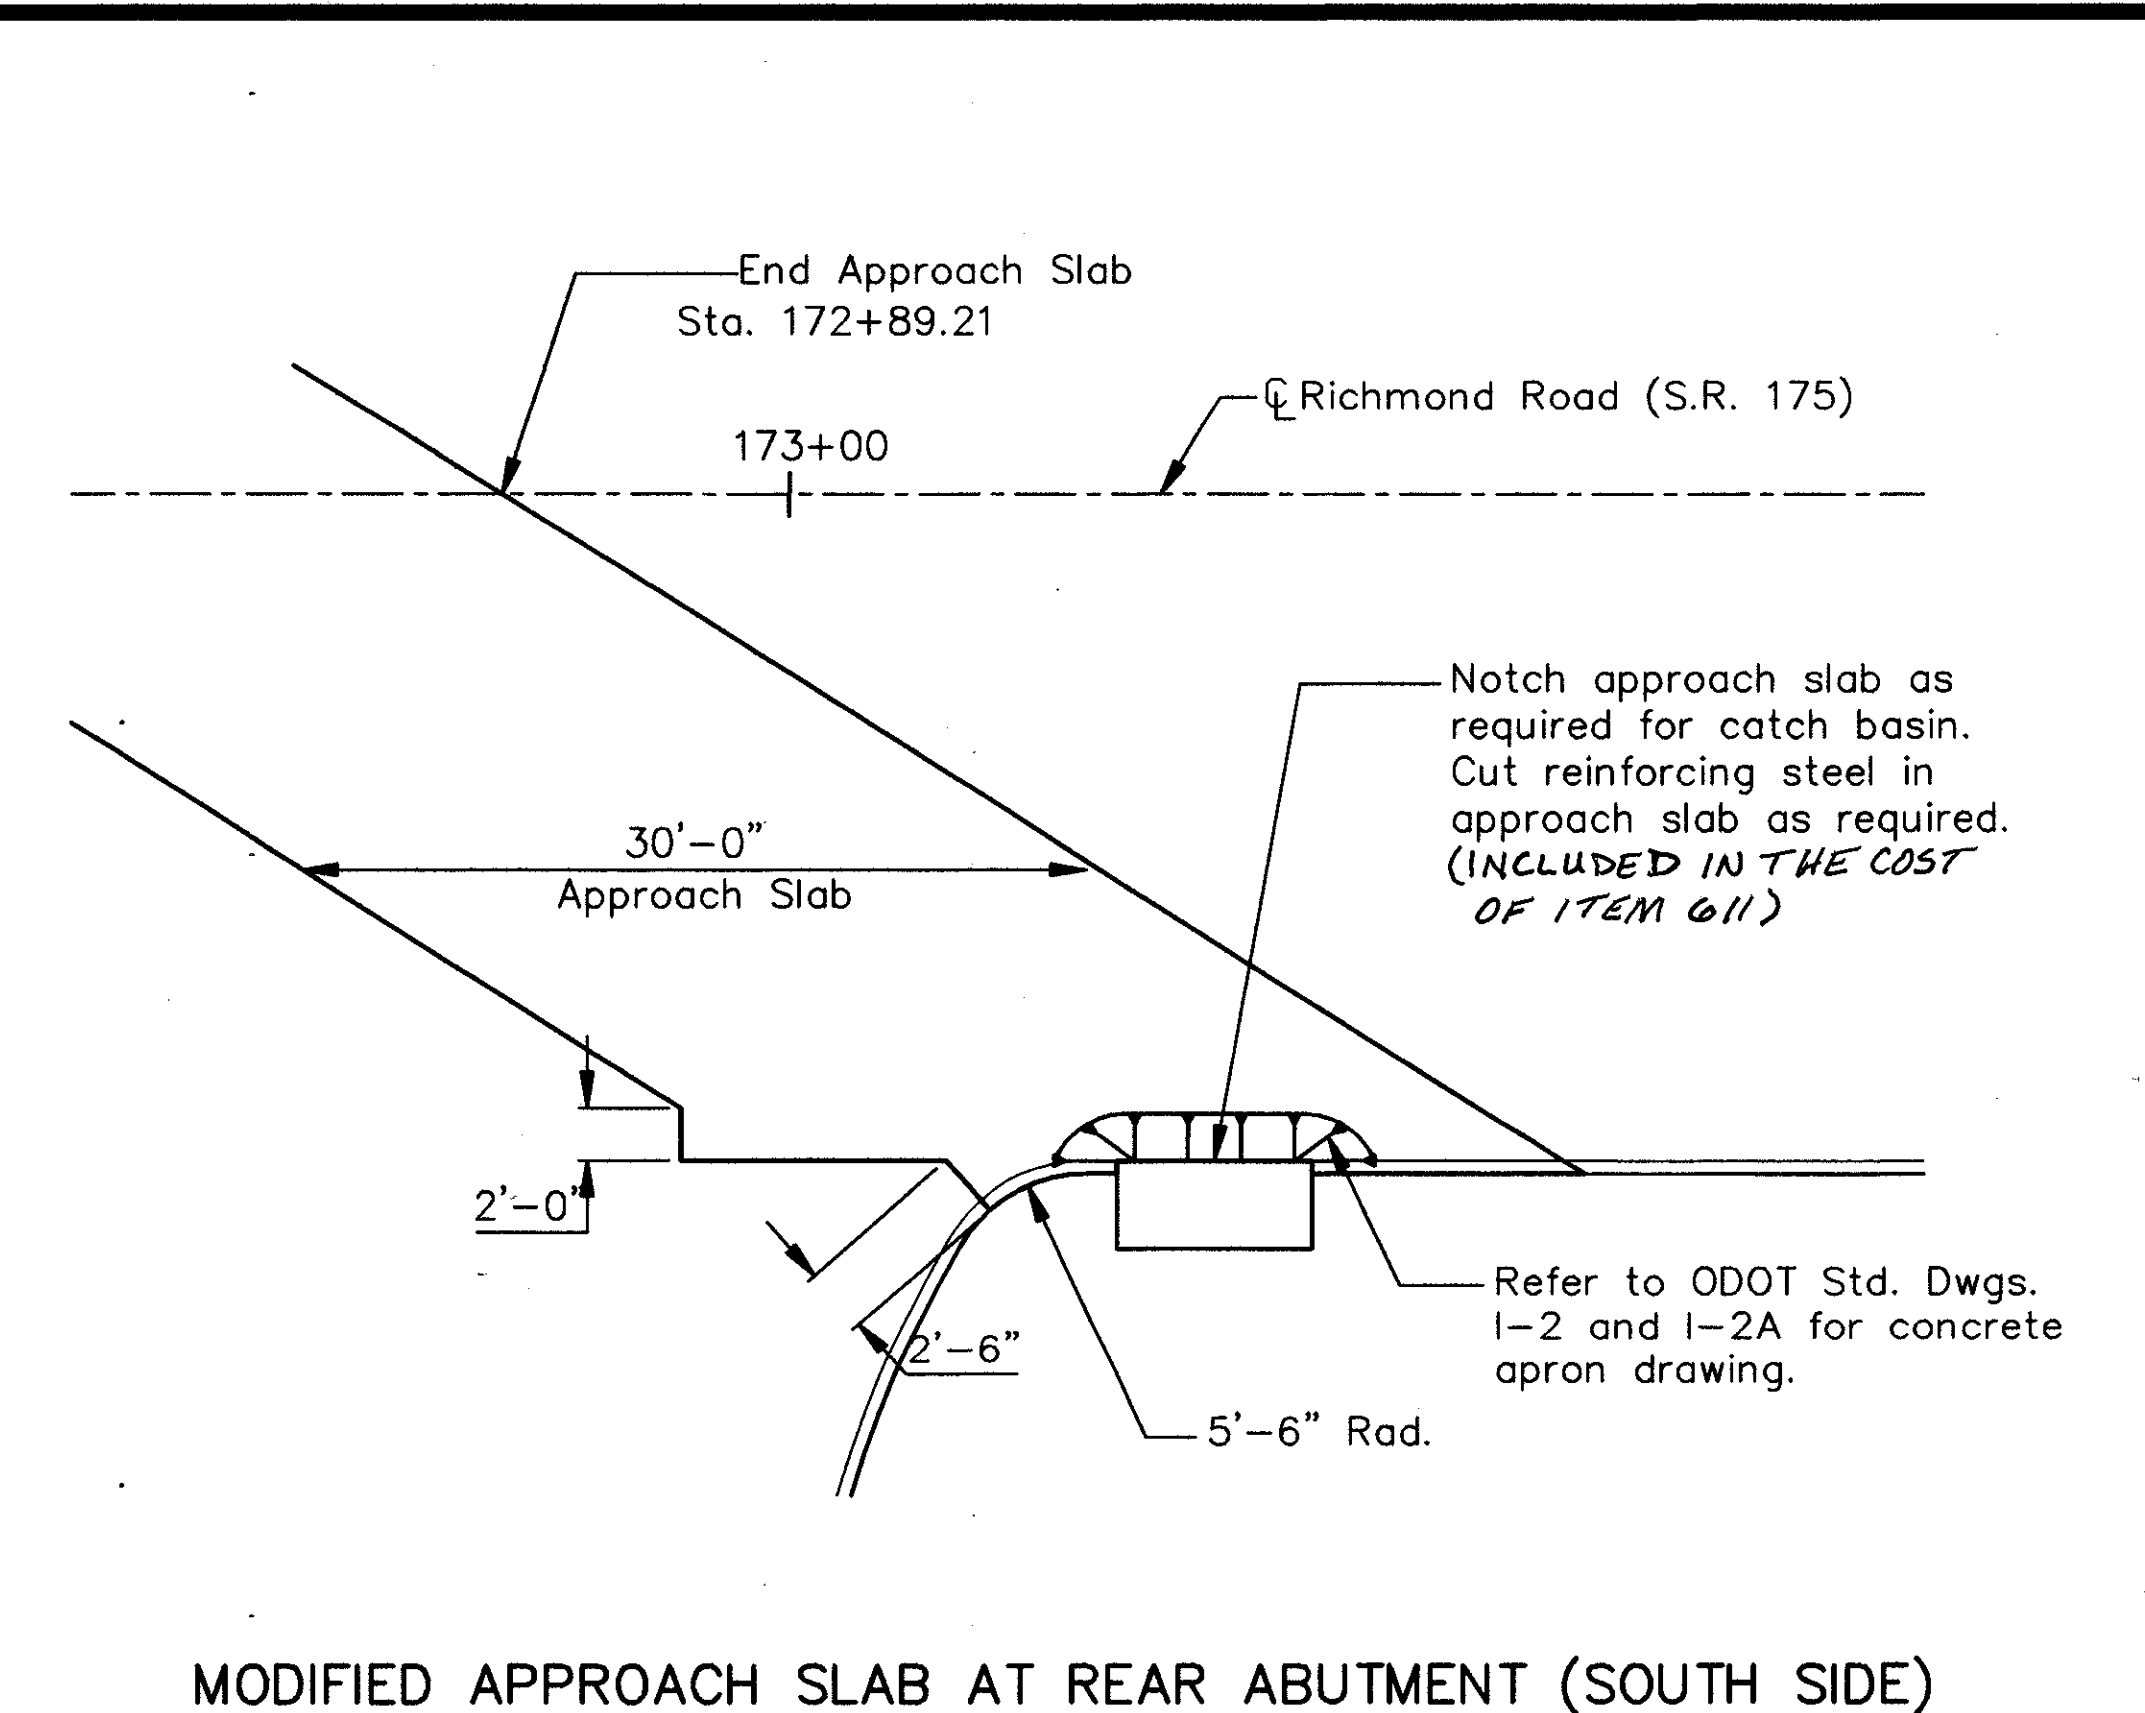 End Approach Slab
Sta. 172+89.21
℄ Richmond Road (S.R. 175)
173+00
Notch approach slab as
required for catch basin.
Cut reinforcing steel in
approach slab as required.
(INCLUDED IN THE COST
OF ITEM 611)
30'-0"
Approach Slab
2'-0"
Refer to ODOT Std. Dwgs.
I-2 and I-2A for concrete
apron drawing.
2'-6"
5'-6" Rad.
MODIFIED APPROACH SLAB AT REAR ABUTMENT (SOUTH SIDE)